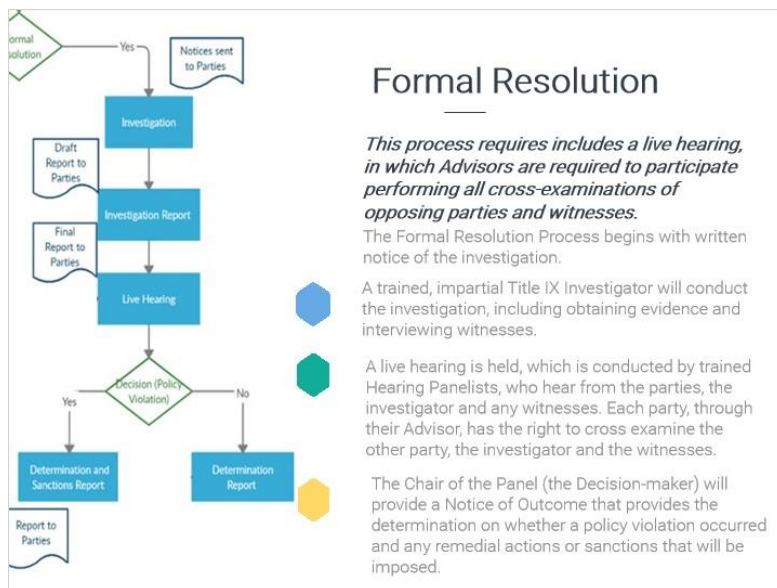 ormal
solution
Yes
Notices sent
to Parties
Investigation
Draft
Report to
Parties
Investigation Report
Final
Report to
Parties
Live Hearing
Decision (Policy
Violation)
Yes
No
Determination and
Sanctions Report
Determination
Report
Report to
Parties
Formal Resolution
This process requires includes a live hearing,
in which Advisors are required to participate
performing all cross-examinations of
opposing parties and witnesses.
The Formal Resolution Process begins with written
notice of the investigation.
A trained, impartial Title IX Investigator will conduct
the investigation, including obtaining evidence and
interviewing witnesses.
A live hearing is held, which is conducted by trained
Hearing Panelists, who hear from the parties, the
investigator and any witnesses. Each party, through
their Advisor, has the right to cross examine the
other party, the investigator and the witnesses.
The Chair of the Panel (the Decision-maker) will
provide a Notice of Outcome that provides the
determination on whether a policy violation occurred
and any remedial actions or sanctions that will be
imposed.